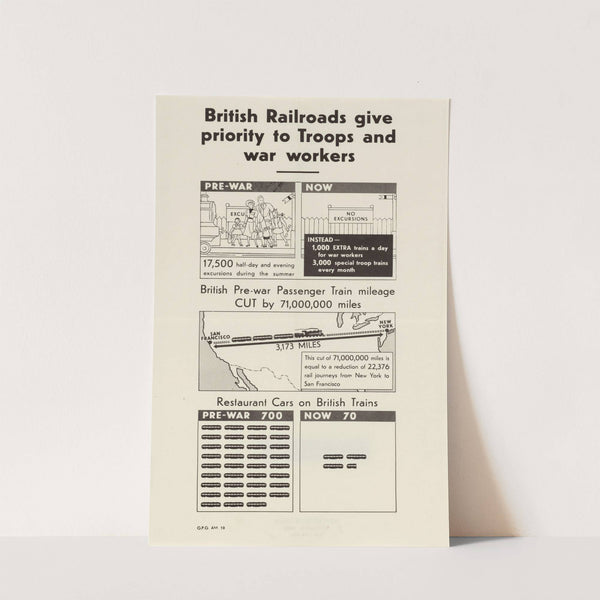 British Railroads give
priority to Troops and
war workers
PRE-WAR
NOW
EXCU
NO
EXCURSIONS
INSTEAD—
1,000 EXTRA trains a day
for war workers
3,000 special troop trains
every month
17,500 half-day and evening
excursions during the summer
British Pre-war Passenger Train mileage
CUT by 71,000,000 miles
SAN
FRANCISCO
NEW
YORK
3,173 MILES
This cut of 71,000,000 miles is
equal to a reduction of 22,376
rail journeys from New York to
San Francisco
Restaurant Cars on British Trains
PRE-WAR 700
NOW 70
G.P.O. AH. 10